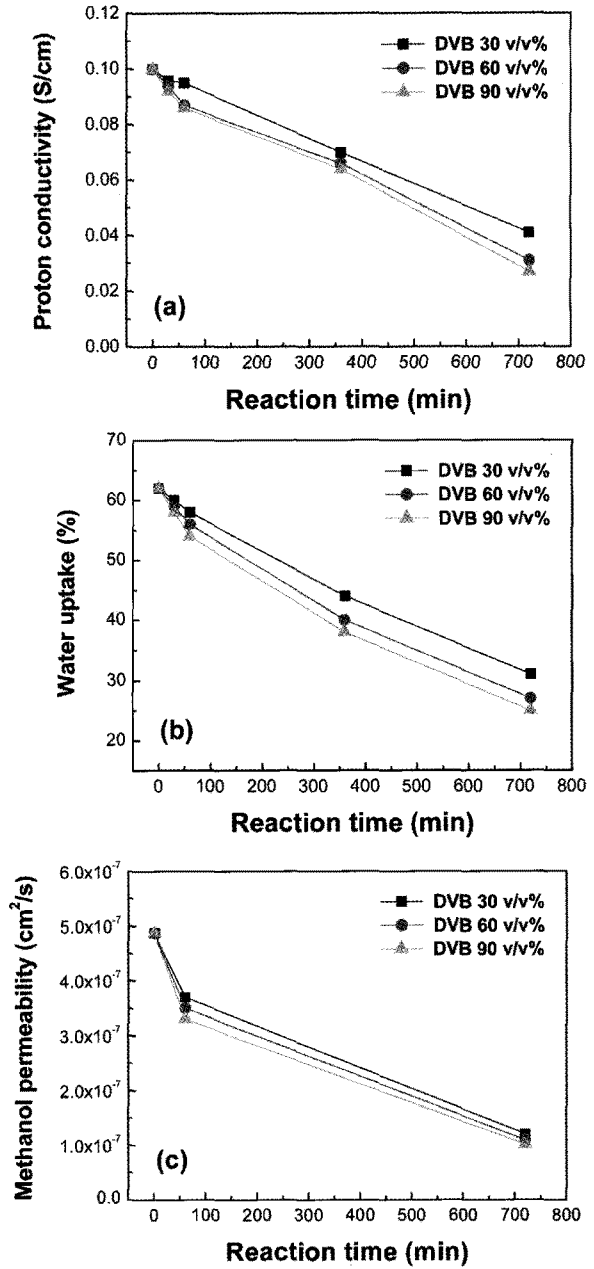 0.12
0.10
0.08
0.06
0.04
0.02
0.00
Proton conductivity (S/cm)
DVB 30 v/v%
DVB 60 v/v%
DVB 90 v/v%
(a)
0 100 200 300 400 500 600 700 800
Reaction time (min)
70
60
50
40
30
20
Water uptake (%)
DVB 30 v/v%
DVB 60 v/v%
DVB 90 v/v%
(b)
0 100 200 300 400 500 600 700 800
Reaction time (min)
6.0x10⁻⁷
5.0x10⁻⁷
4.0x10⁻⁷
3.0x10⁻⁷
2.0x10⁻⁷
1.0x10⁻⁷
0.0
Methanol permeability (cm²/s)
DVB 30 v/v%
DVB 60 v/v%
DVB 90 v/v%
(c)
0 100 200 300 400 500 600 700 800
Reaction time (min)